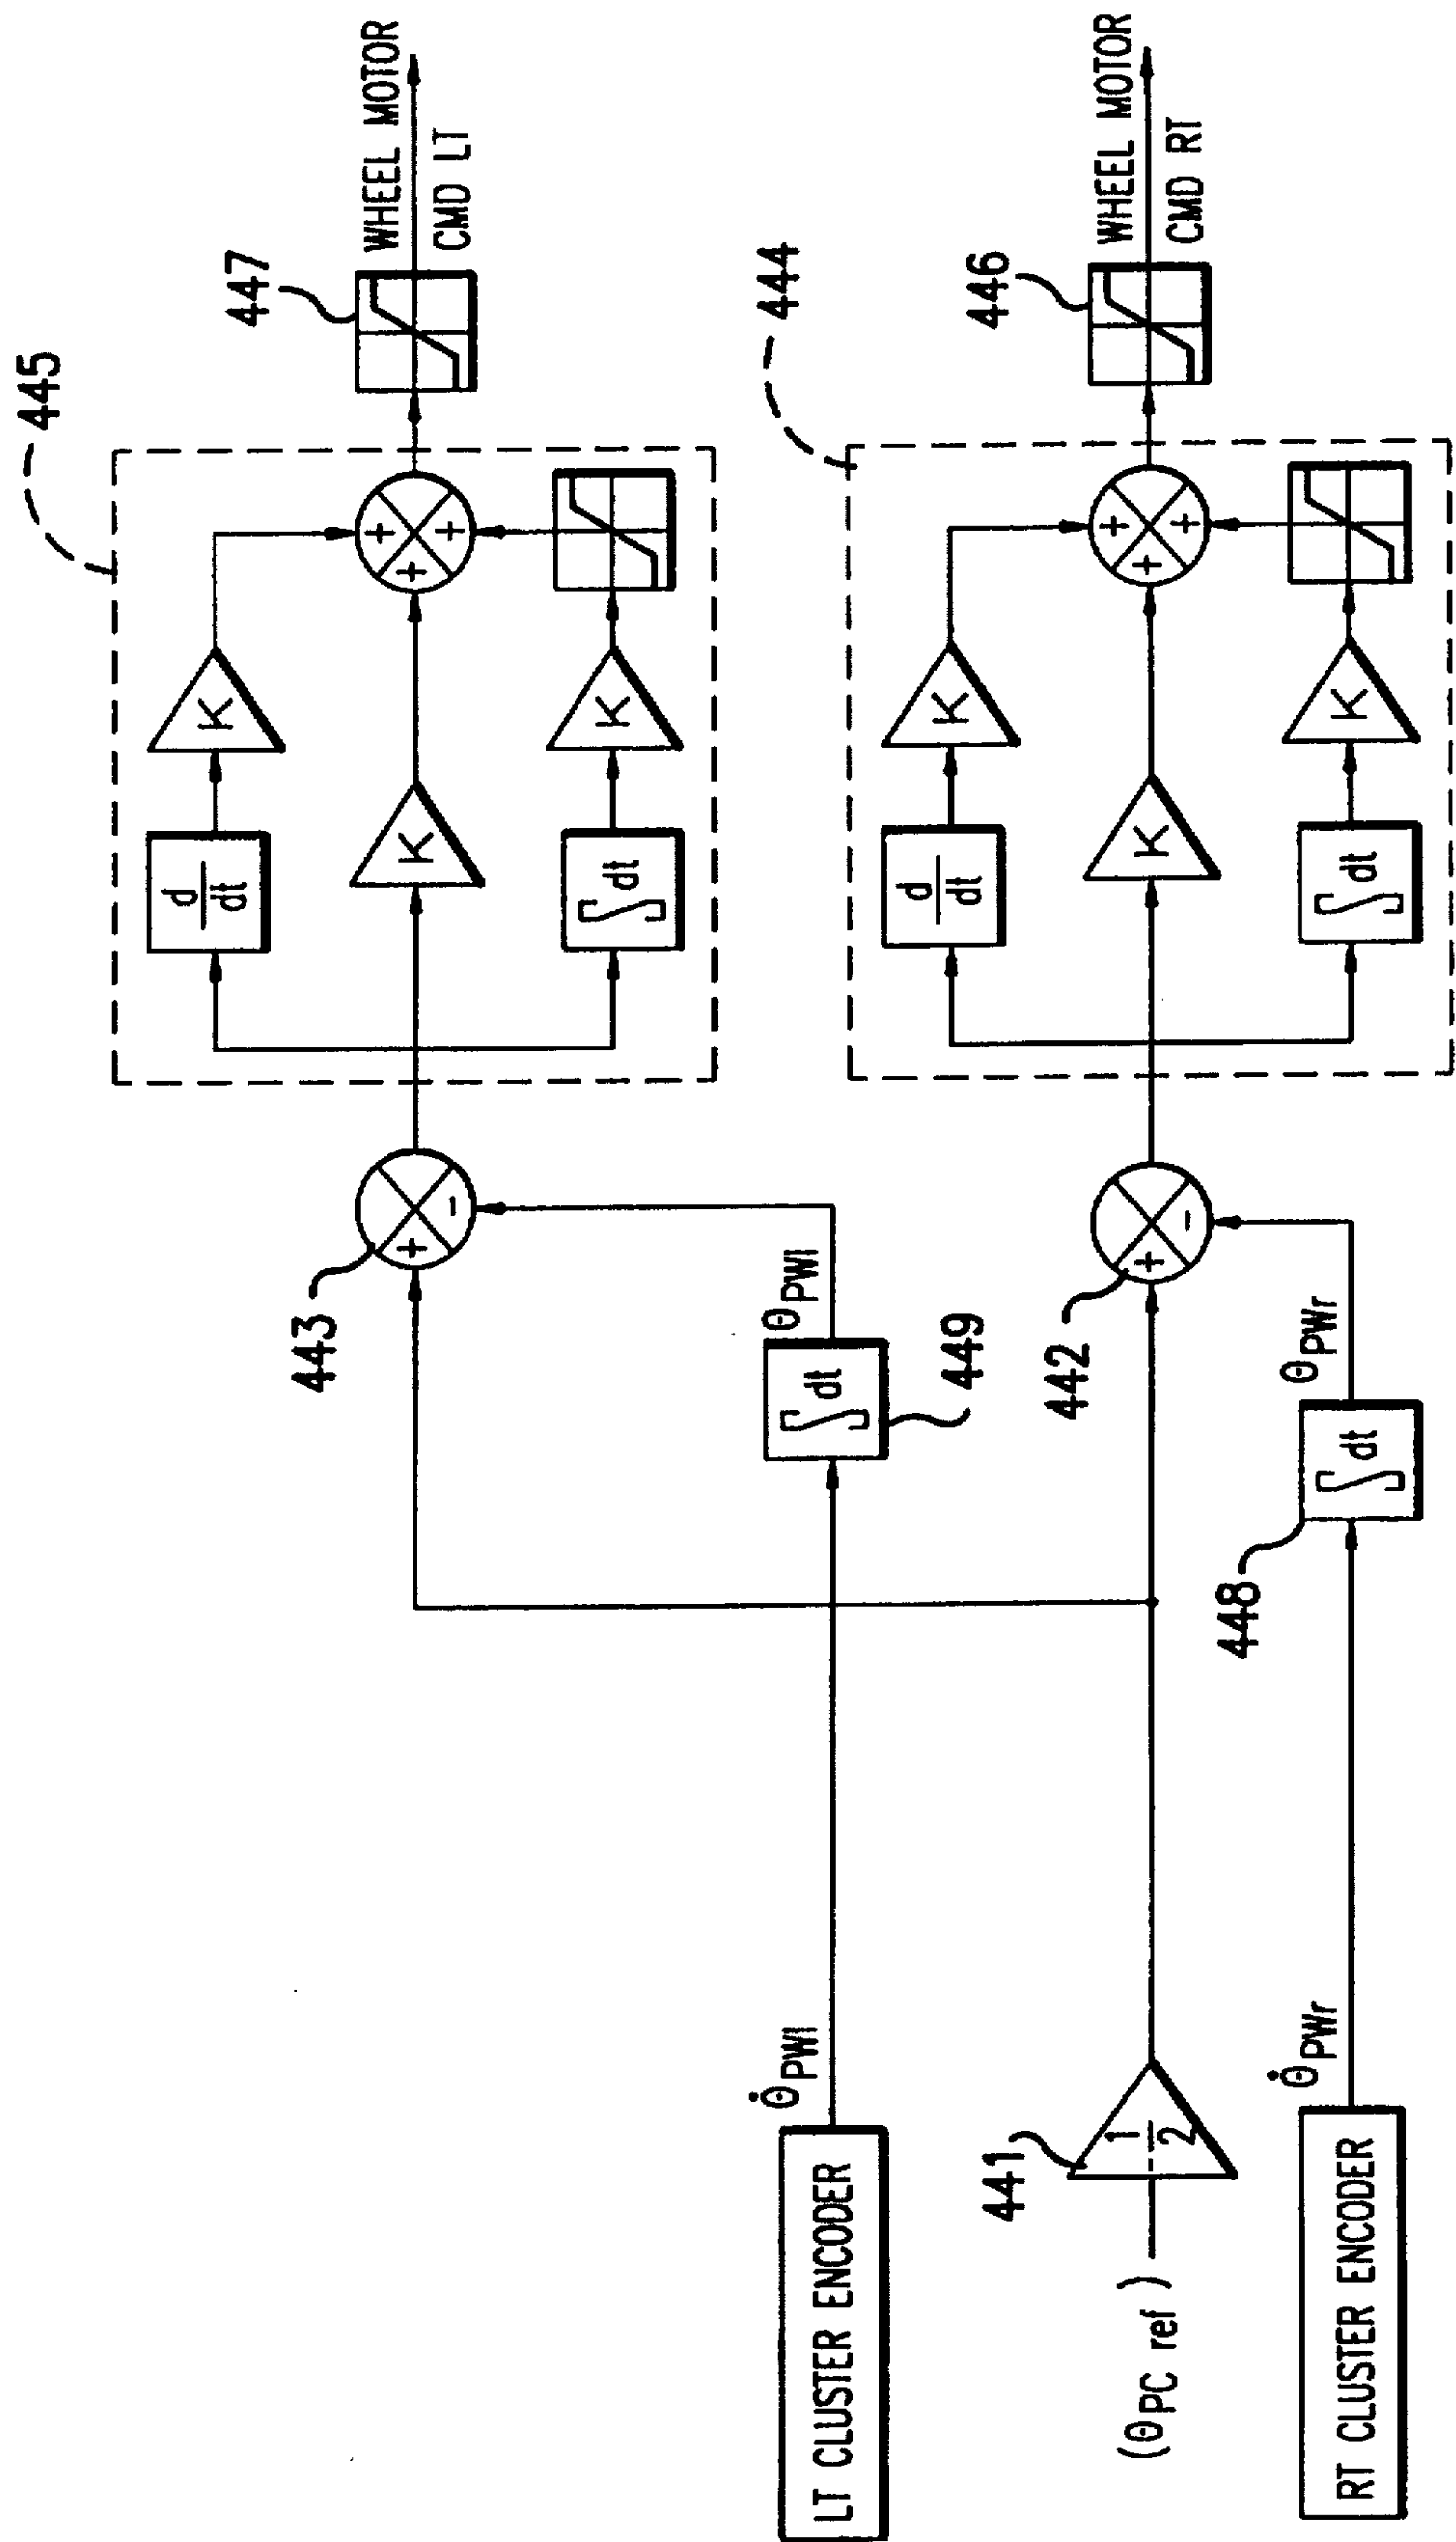 445
447
WHEEL MOTOR
CMD LT
d
dt
K
+
+
+
K
∫ dt
K
443
+
-
θPWl
∫ dt
449
LT CLUSTER ENCODER
θ̇PWl
444
446
WHEEL MOTOR
CMD RT
d
dt
K
+
+
+
K
∫ dt
K
442
+
-
(θPC ref)
441
1
2
θPWr
∫ dt
448
RT CLUSTER ENCODER
θ̇PWr